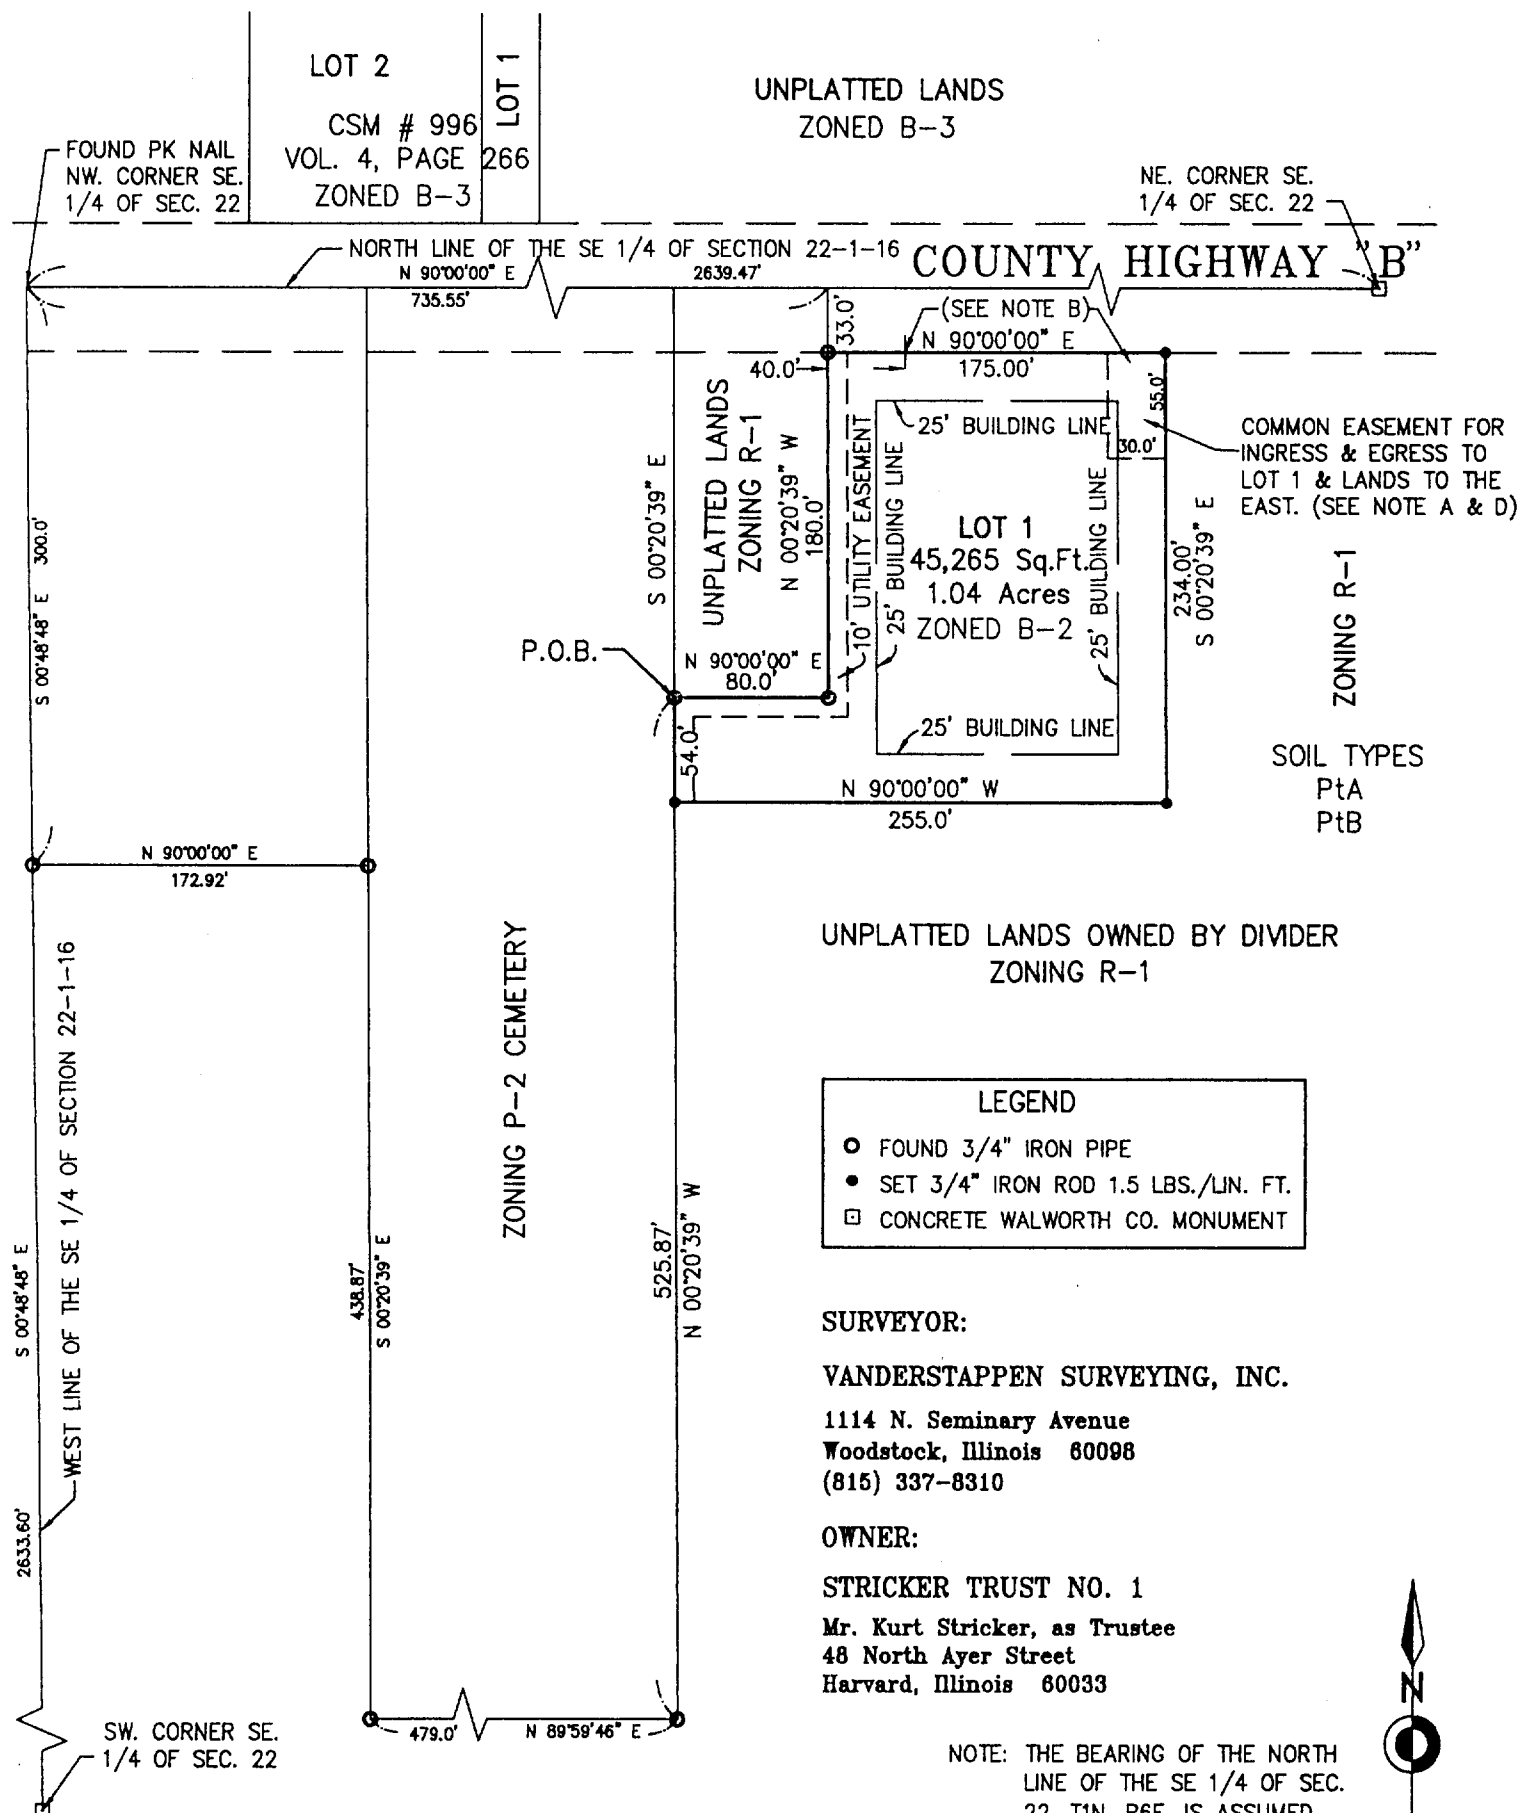 LOT 2
LOT 1
CSM # 996
VOL. 4, PAGE 266
ZONED B-3
UNPLATTED LANDS
ZONED B-3
FOUND PK NAIL
NW. CORNER SE.
1/4 OF SEC. 22
NE. CORNER SE.
1/4 OF SEC. 22
NORTH LINE OF THE SE 1/4 OF SECTION 22-1-16
COUNTY HIGHWAY "B"
N 90°00'00" E
735.55'
2639.47'
33.0'
(SEE NOTE B)
N 90°00'00" E
175.00'
40.0'
55.0'
30.0'
25' BUILDING LINE
COMMON EASEMENT FOR
INGRESS & EGRESS TO
LOT 1 & LANDS TO THE
EAST. (SEE NOTE A & D)
S 00°48'48" E 300.0'
S 00°20'39" E
UNPLATTED LANDS
ZONING R-1
N 00°20'39" W
180.0'
10' UTILITY EASEMENT
25' BUILDING LINE
LOT 1
45,265 Sq.Ft.
1.04 Acres
ZONED B-2
25' BUILDING LINE
234.00'
S 00°20'39" E
ZONING R-1
P.O.B.
N 90°00'00" E
80.0'
54.0'
25' BUILDING LINE
N 90°00'00" W
255.0'
SOIL TYPES
PtA
PtB
N 90°00'00" E
172.92'
UNPLATTED LANDS OWNED BY DIVIDER
ZONING R-1
ZONING P-2 CEMETERY
WEST LINE OF THE SE 1/4 OF SECTION 22-1-16
S 00°48'48" E
2633.60'
438.87'
S 00°20'39" E
525.87'
N 00°20'39" W
LEGEND
FOUND 3/4" IRON PIPE
SET 3/4" IRON ROD 1.5 LBS./LIN. FT.
CONCRETE WALWORTH CO. MONUMENT
SURVEYOR:
VANDERSTAPPEN SURVEYING, INC.
1114 N. Seminary Avenue
Woodstock, Illinois 60098
(815) 337-8310
OWNER:
STRICKER TRUST NO. 1
Mr. Kurt Stricker, as Trustee
48 North Ayer Street
Harvard, Illinois 60033
479.0'
N 89°59'46" E
SW. CORNER SE.
1/4 OF SEC. 22
N
NOTE: THE BEARING OF THE NORTH
LINE OF THE SE 1/4 OF SEC.
22, T1N, R6E, IS ASSUMED